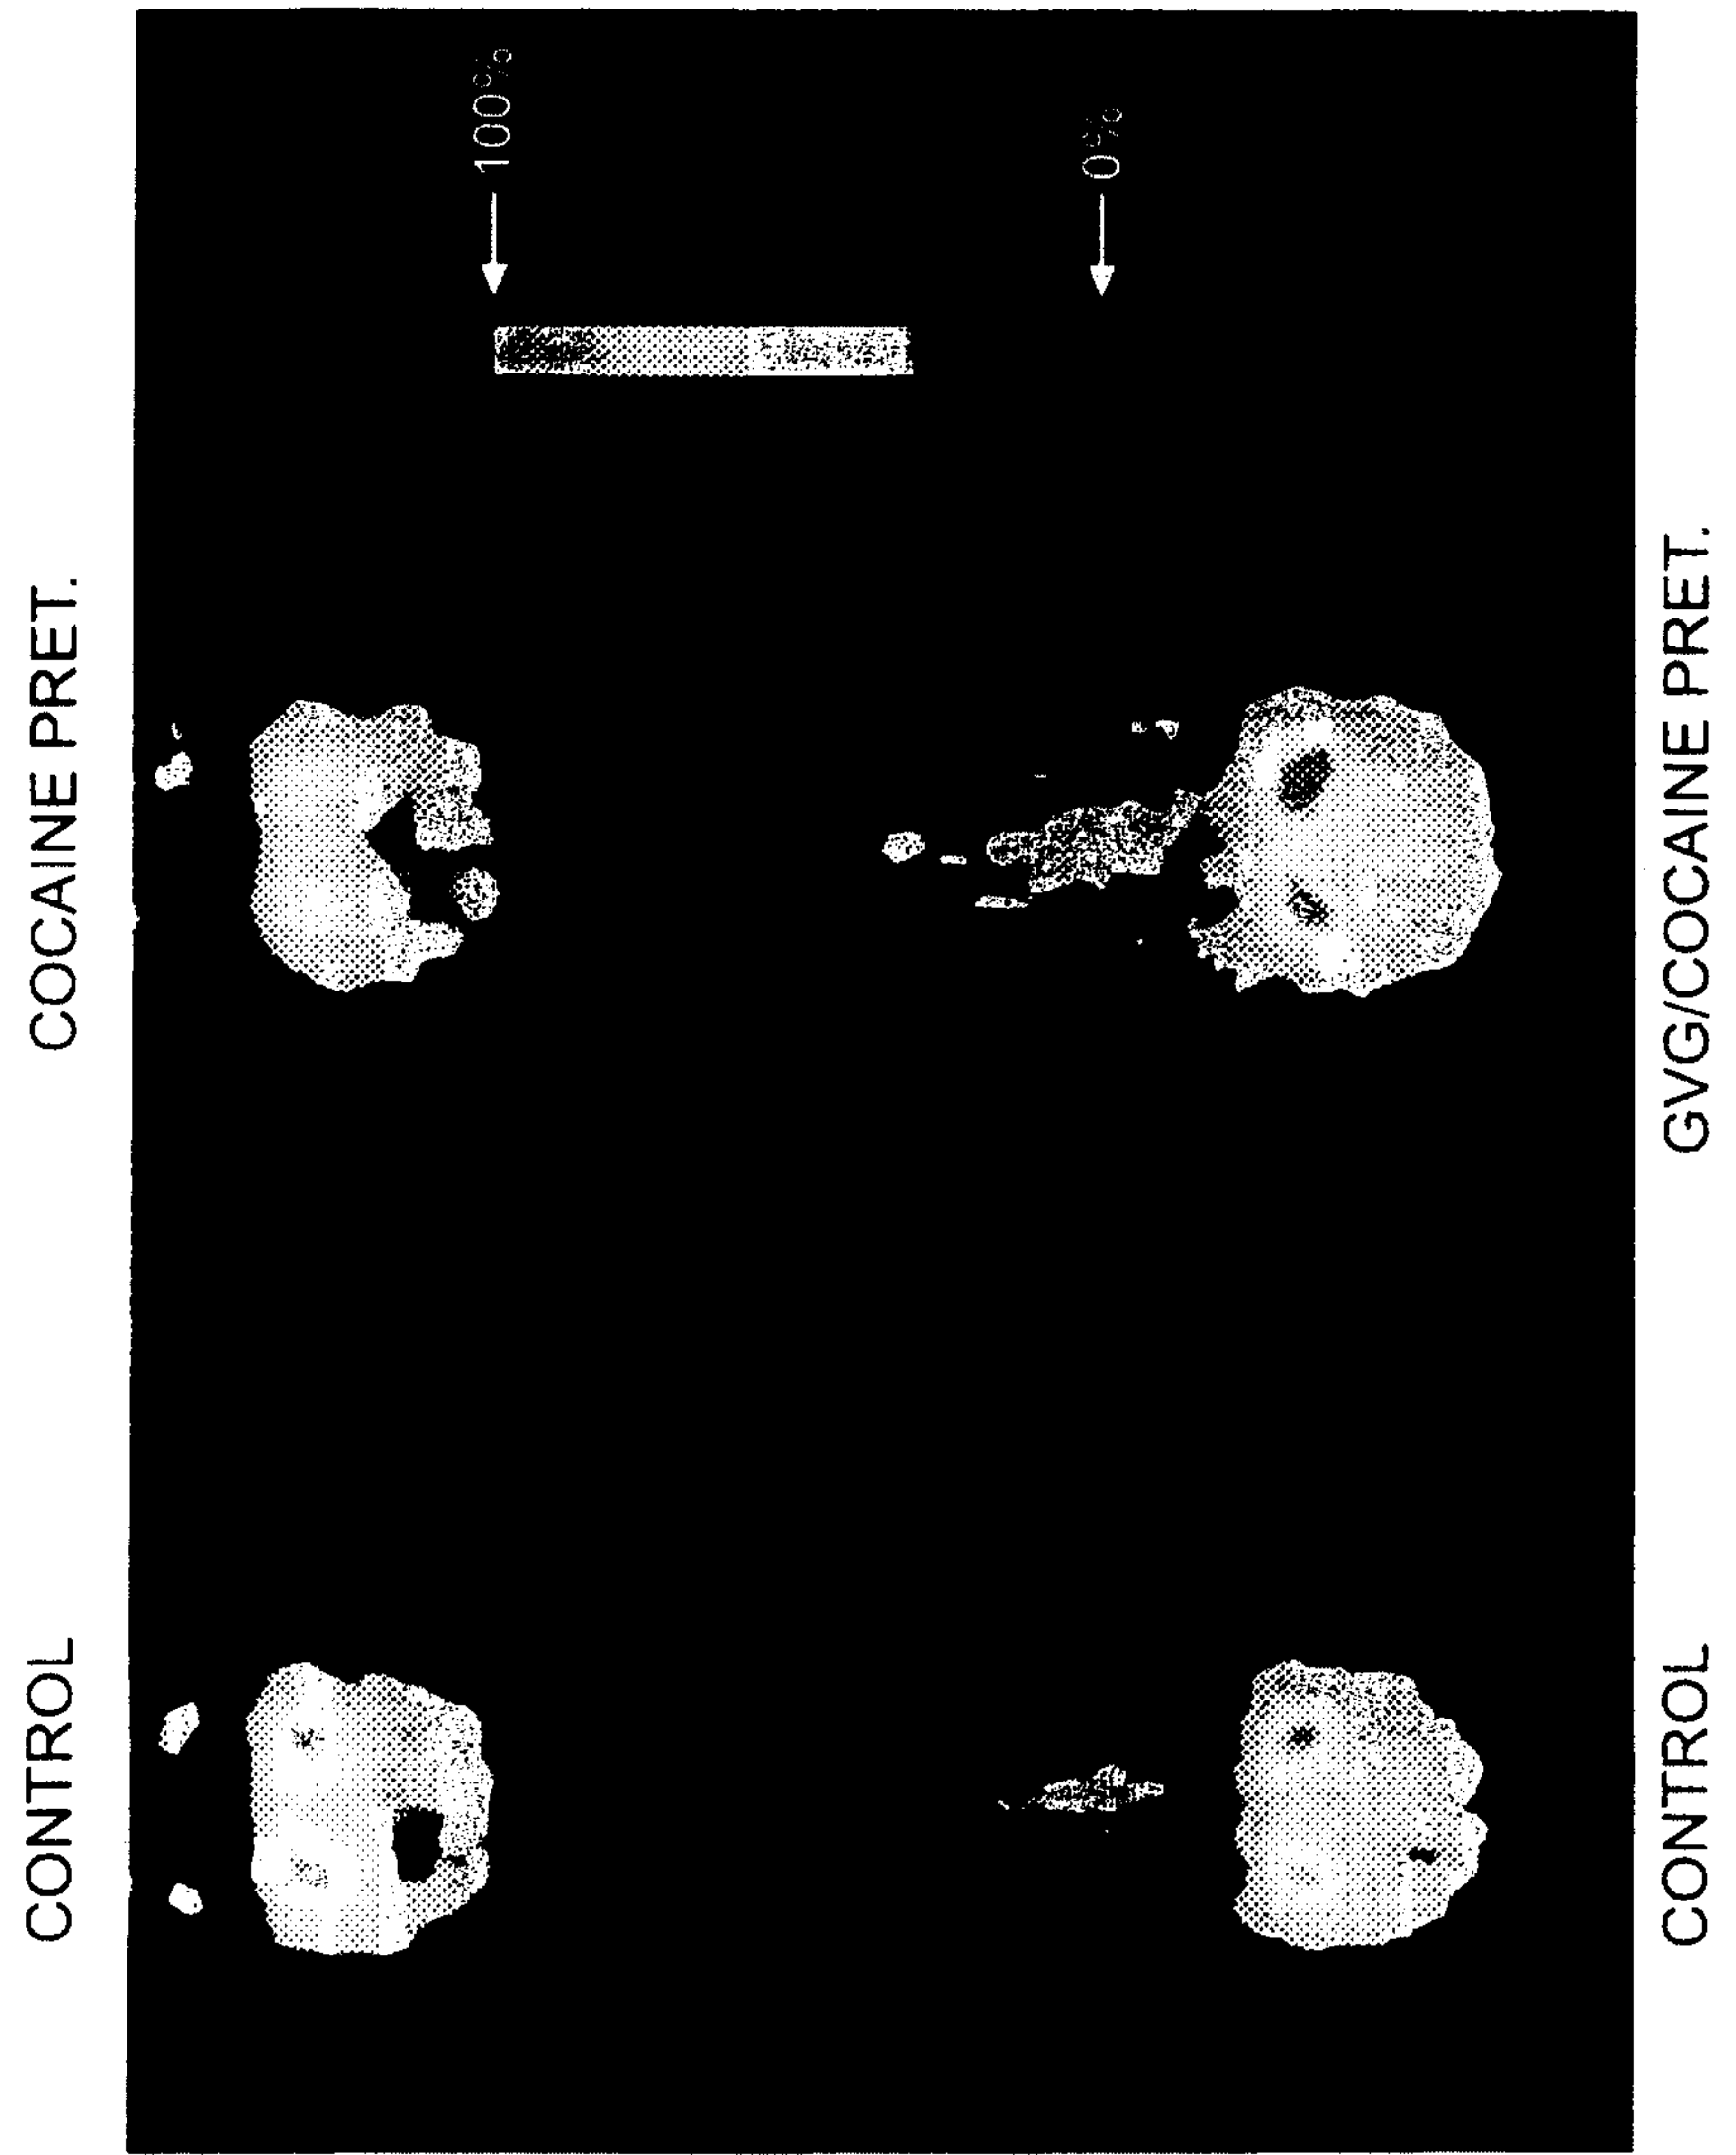 CONTROL
COCAINE PRET.
100%
0%
CONTROL
GVG/COCAINE PRET.